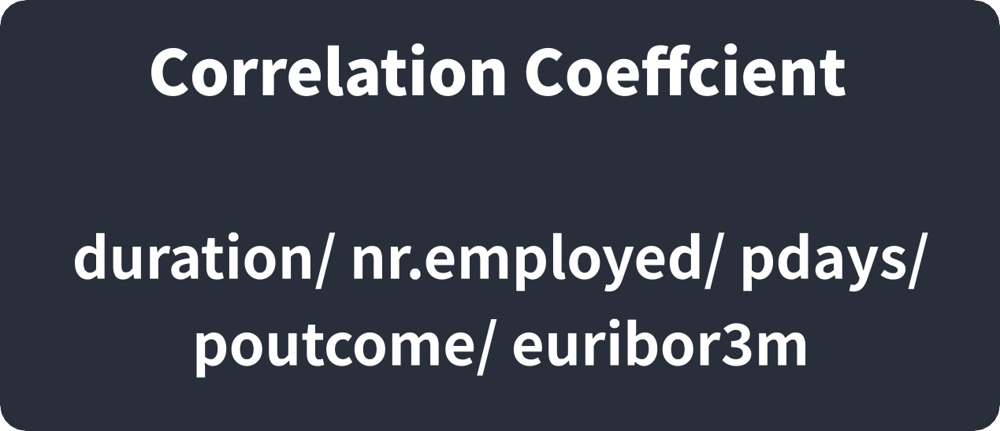 Correlation Coeffcient
duration/ nr.employed/ pdays/
poutcome/ euribor3m